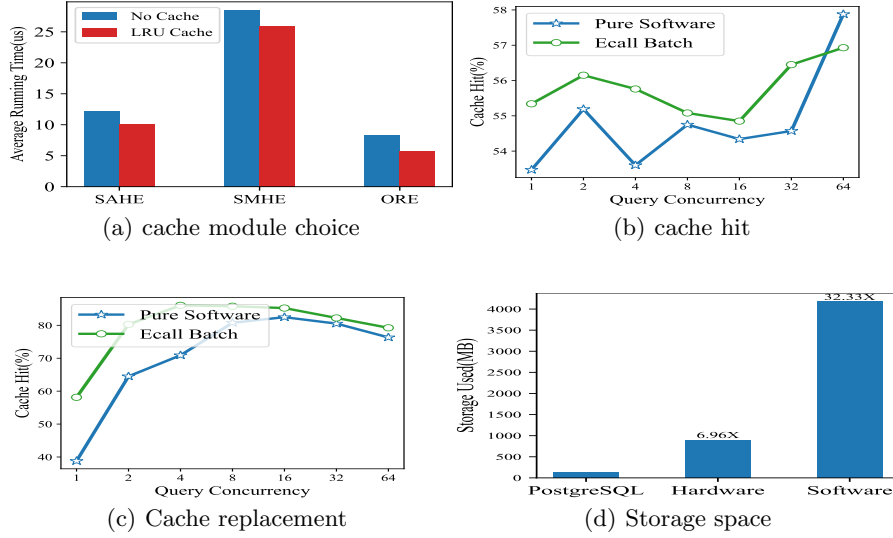 Average Running Time(us)
25
20
15
10
5
0
No Cache
LRU Cache
SAHE SMHE ORE
(a) cache module choice
Cache Hit(%)
58
57
56
55
54
Pure Software
Ecall Batch
1 2 4 8 16 32 64
Query Concurrency
(b) cache hit
Cache Hit(%)
80
70
60
50
40
Pure Software
Ecall Batch
1 2 4 8 16 32 64
Query Concurrency
(c) Cache replacement
Storage Used(MB)
4000
3500
3000
2500
2000
1500
1000
500
0
32.33X
6.96X
PostgreSQL Hardware Software
(d) Storage space